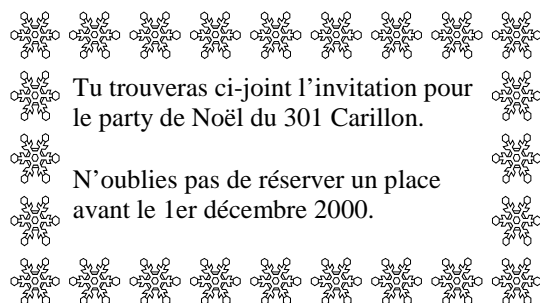 Tu trouveras ci-joint l’invitation pour
le party de Noël du 301 Carillon.
N’oublies pas de réserver un place
avant le 1er décembre 2000.